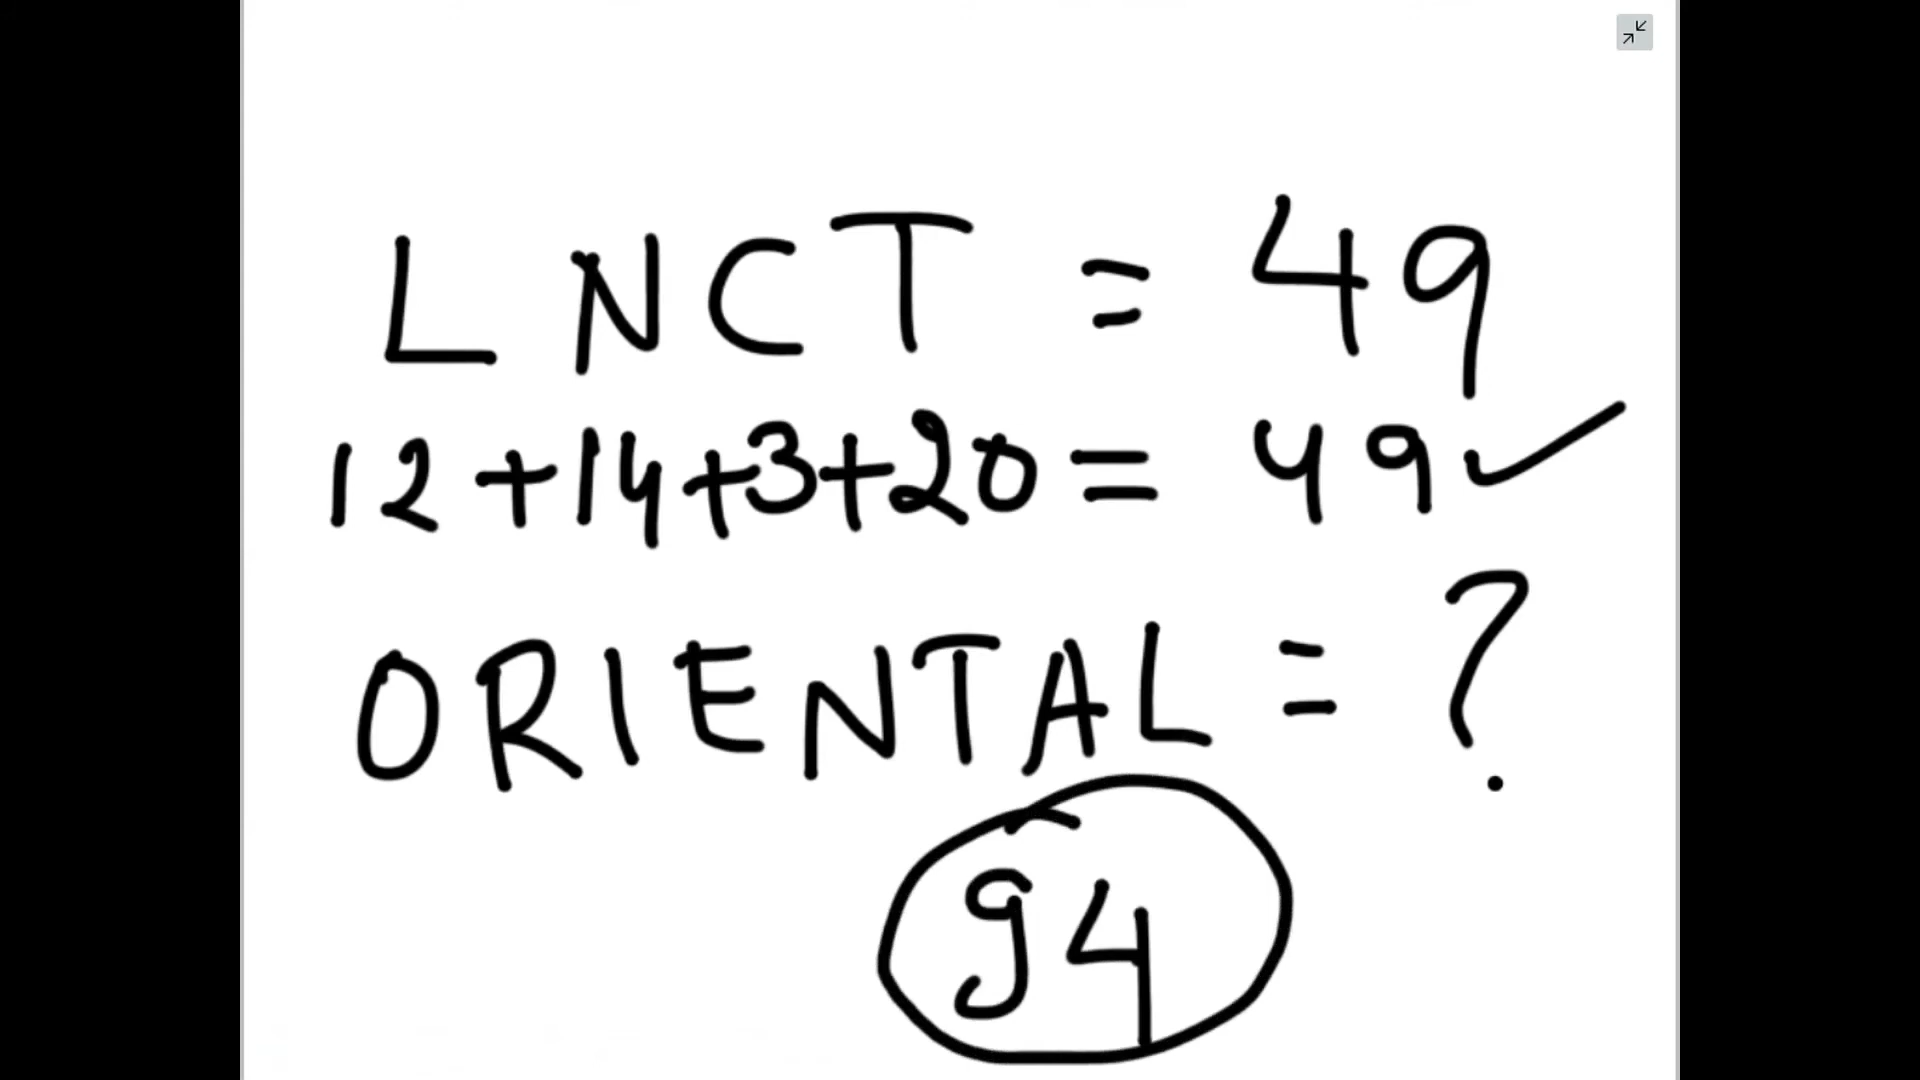 LNCT = 49
12+14+3+20 = 49
ORIENTAL = ?
94